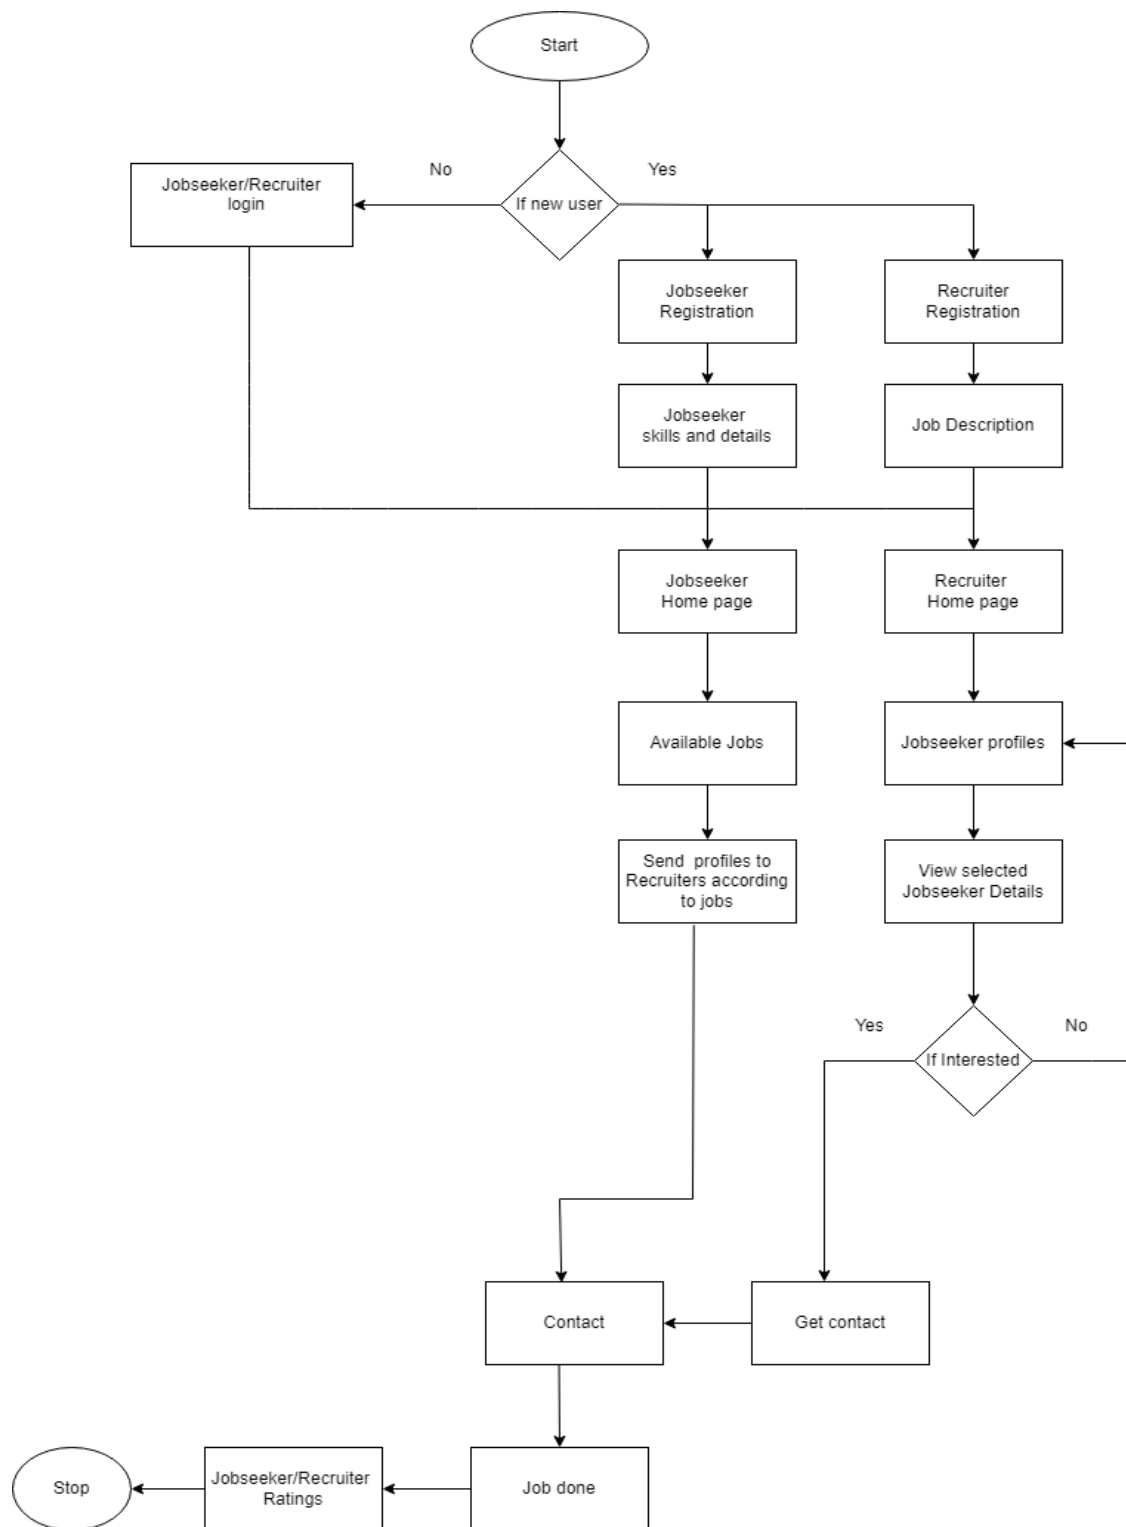 Start
No
Yes
Jobseeker/Recruiter
login
If new user
Jobseeker
Registration
Recruiter
Registration
Jobseeker
skills and details
Job Description
Jobseeker
Home page
Recruiter
Home page
Available Jobs
Jobseeker profiles
Send  profiles to
Recruiters according
to jobs
View selected
Jobseeker Details
Yes
No
If Interested
Contact
Get contact
Stop
Jobseeker/Recruiter
Ratings
Job done